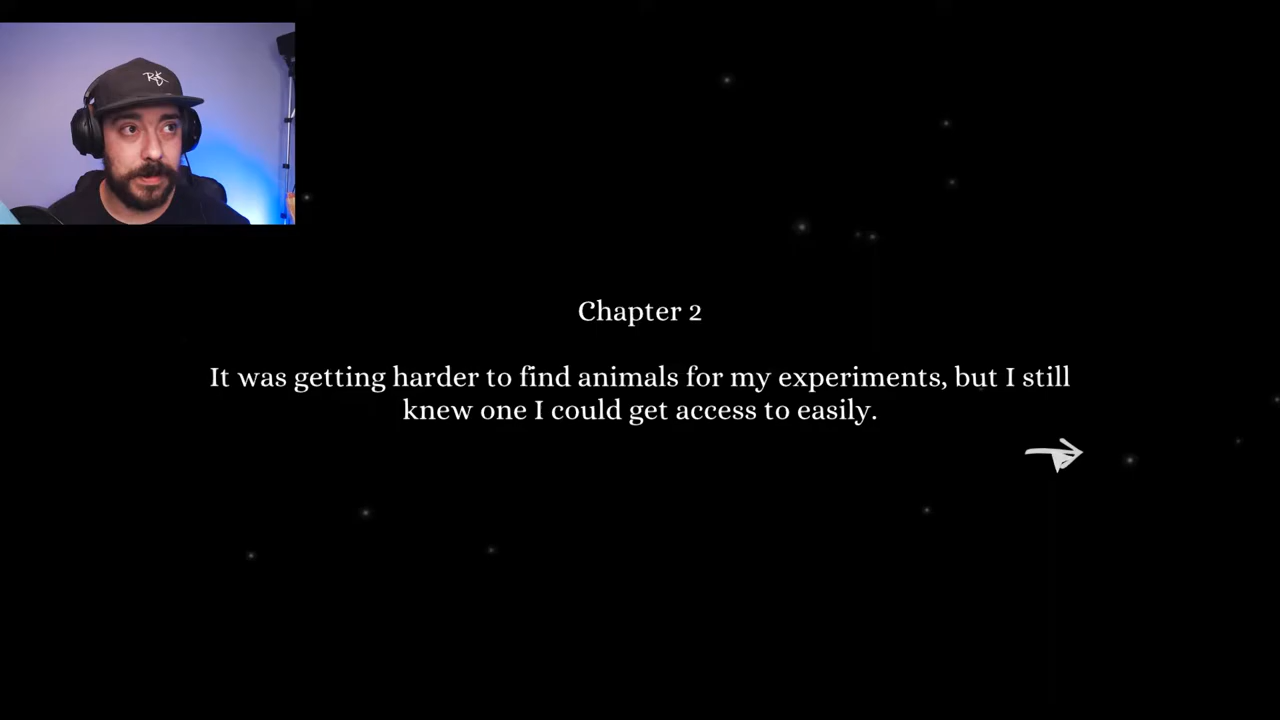 Chapter 2
It was getting harder to find animals for my experiments, but I still
knew one I could get access to easily.